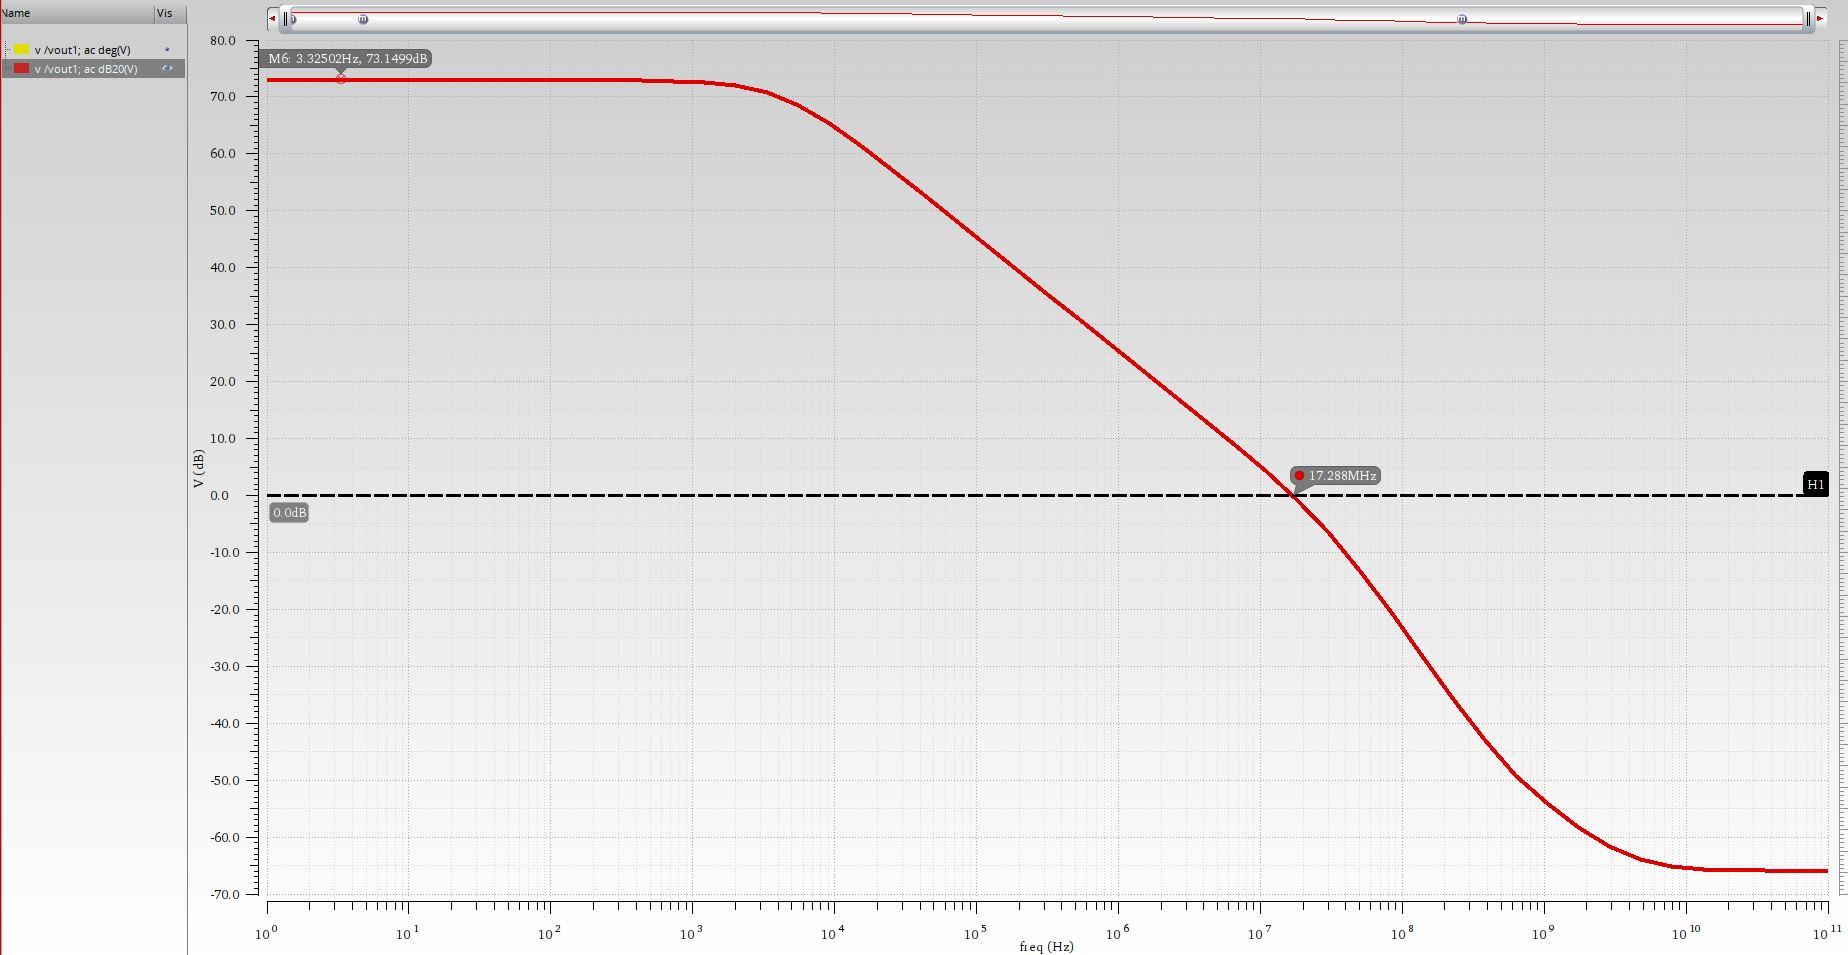 Name Vis
v /vout1; ac deg(V)
v /vout1; ac dB20(V)
M6: 3.32502Hz, 73.1499dB
80.0
70.0
60.0
50.0
40.0
30.0
20.0
10.0
0.0
-10.0
-20.0
-30.0
-40.0
-50.0
-60.0
-70.0
V (dB)
17.288MHz
H1
0.0dB
10^0 10^1 10^2 10^3 10^4 10^5 10^6 10^7 10^8 10^9 10^10 10^11
freq (Hz)